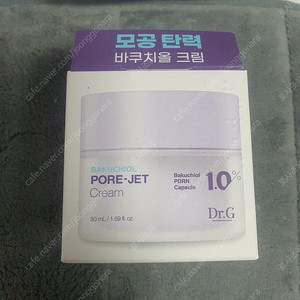 모공 탄력
바쿠치올 크림
BAKUCHIOL
PORE-JET
Cream
50 mL / 1.69 fl. oz.
Bakuchiol
PDRN
Capsule
1.0%
Dr.G